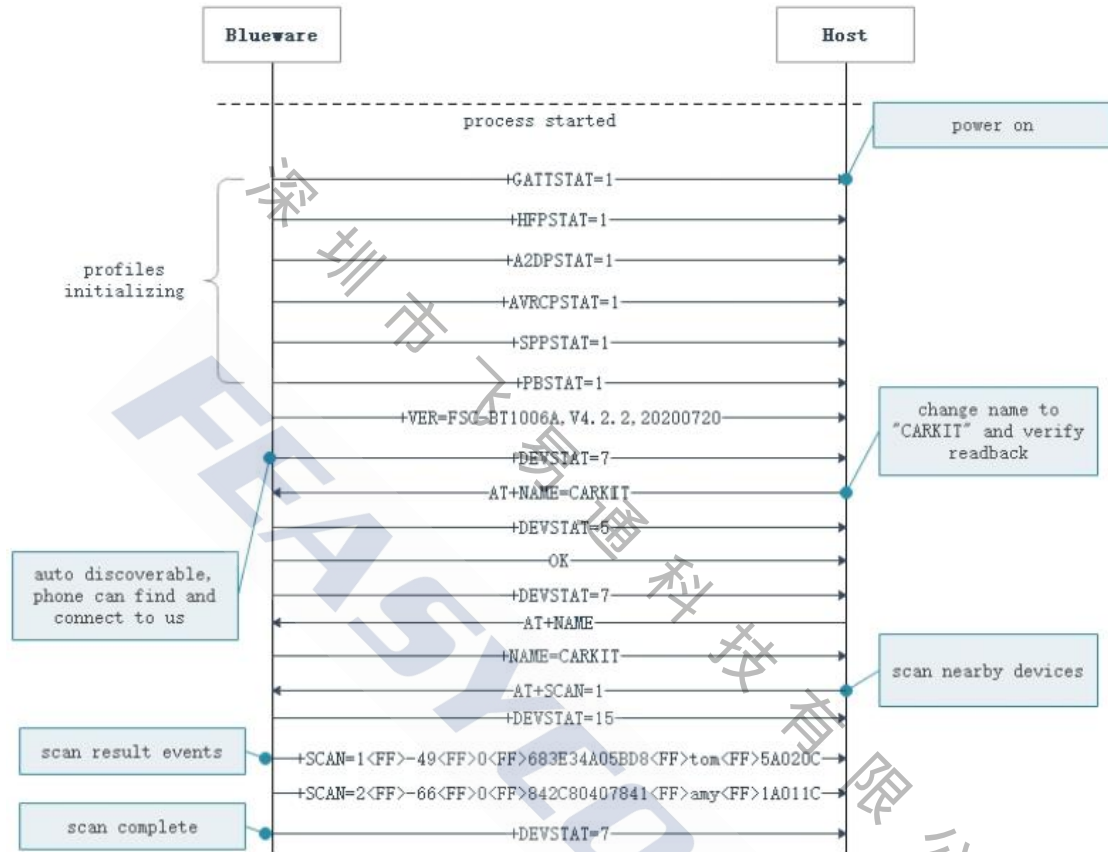 Blueware
Host
process started
power on
+GATTSTAT=1
+HFPSTAT=1
+A2DPSTAT=1
profiles
initializing
+AVRCPSTAT=1
+SPPSTAT=1
+PBSTAT=1
+VER=FSC-BT1006A,V4.2.2,20200720
change name to
"CARKIT" and verify
readback
+DEVSTAT=7
AT+NAME=CARKIT
+DEVSTAT=5
OK
auto discoverable,
phone can find and
connect to us
+DEVSTAT=7
AT+NAME
+NAME=CARKIT
scan nearby devices
AT+SCAN=1
+DEVSTAT=15
scan result events
+SCAN=1<FF>-49<FF>0<FF>683E34A05BD8<FF>tom<FF>5A020C
+SCAN=2<FF>-66<FF>0<FF>842C80407841<FF>amy<FF>1A011C
scan complete
+DEVSTAT=7
深圳市飞易通科技有限公
FEASYCO